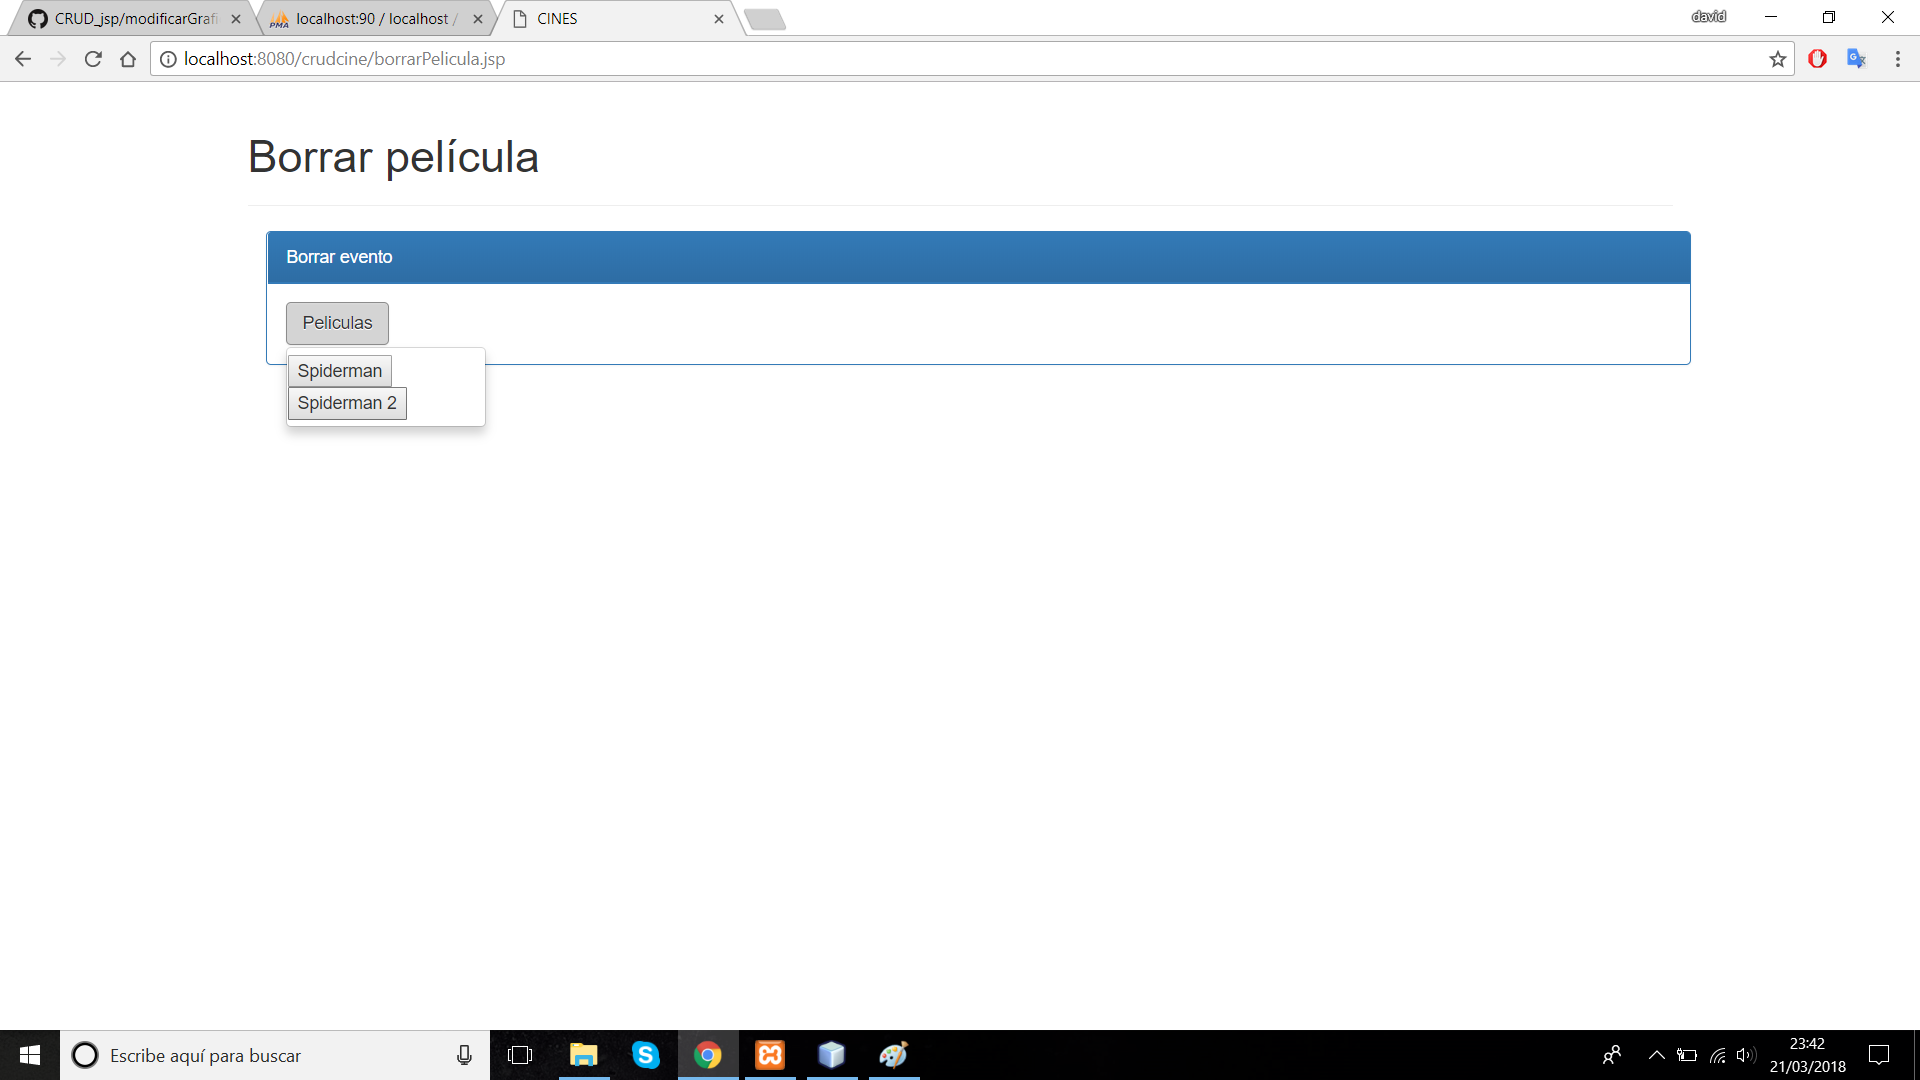 CRUD_jsp/modificarGrafi
localhost:90 / localhost /
CINES
david
localhost:8080/crudcine/borrarPelicula.jsp
Borrar película
Borrar evento
Peliculas
Spiderman
Spiderman 2
Escribe aquí para buscar
23:42
21/03/2018